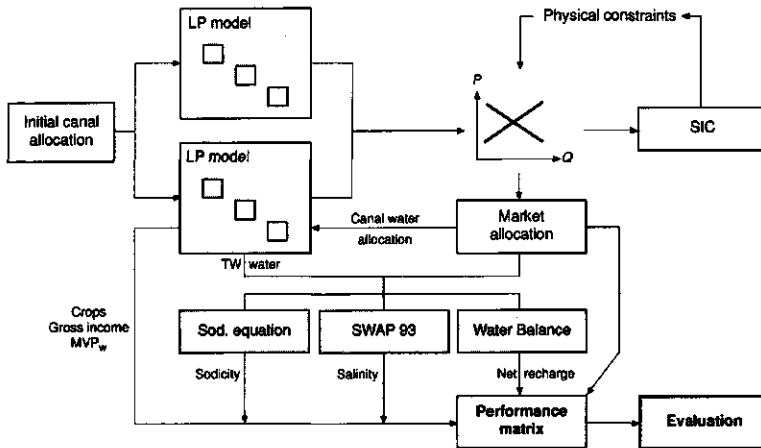 Physical constraints
LP model
P
Initial canal
allocation
SIC
Q
LP model
Market
allocation
Canal water
allocation
TW water
Crops
Gross income
MVPw
Sod. equation
SWAP 93
Water Balance
Sodicity
Salinity
Net recharge
Performance
matrix
Evaluation